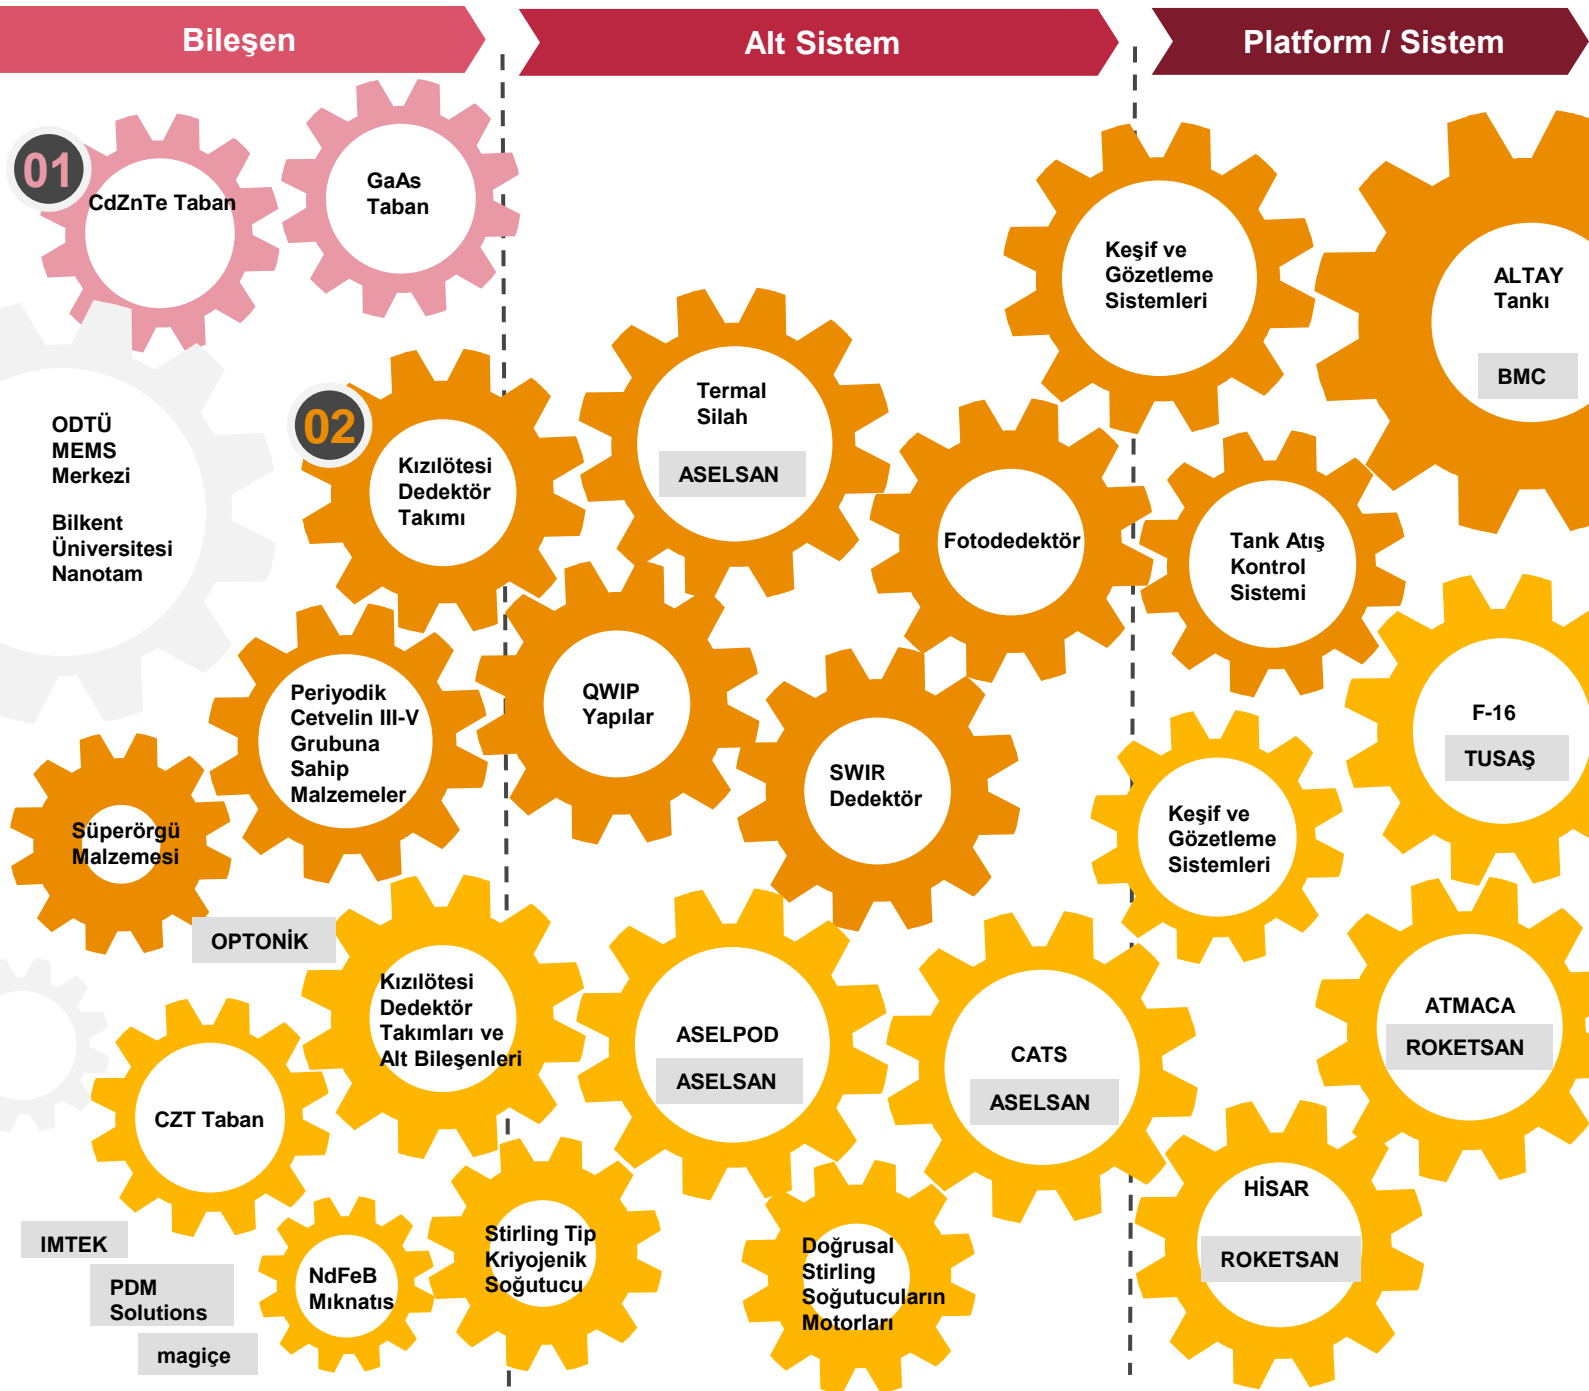 Bileşen
Alt Sistem
Platform / Sistem
01
CdZnTe Taban
GaAs
Taban
ODTÜ
MEMS
Merkezi
Bilkent
Üniversitesi
Nanotam
02
Kızılötesi
Dedektör
Takımı
Periyodik
Cetvelin III-V
Grubuna
Sahip
Malzemeler
Süperörgü
Malzemesi
OPTONİK
Kızılötesi
Dedektör
Takımları ve
Alt Bileşenleri
CZT Taban
IMTEK
PDM
Solutions
magiçe
NdFeB
Mıknatıs
Stirling Tip
Kriyojenik
Soğutucu
Termal
Silah
ASELSAN
Fotodedektör
QWIP
Yapılar
SWIR
Dedektör
ASELPOD
ASELSAN
CATS
ASELSAN
Doğrusal
Stirling
Soğutucuların
Motorları
Keşif ve
Gözetleme
Sistemleri
ALTAY
Tankı
BMC
Tank Atış
Kontrol
Sistemi
F-16
TUSAŞ
Keşif ve
Gözetleme
Sistemleri
ATMACA
ROKETSAN
HİSAR
ROKETSAN